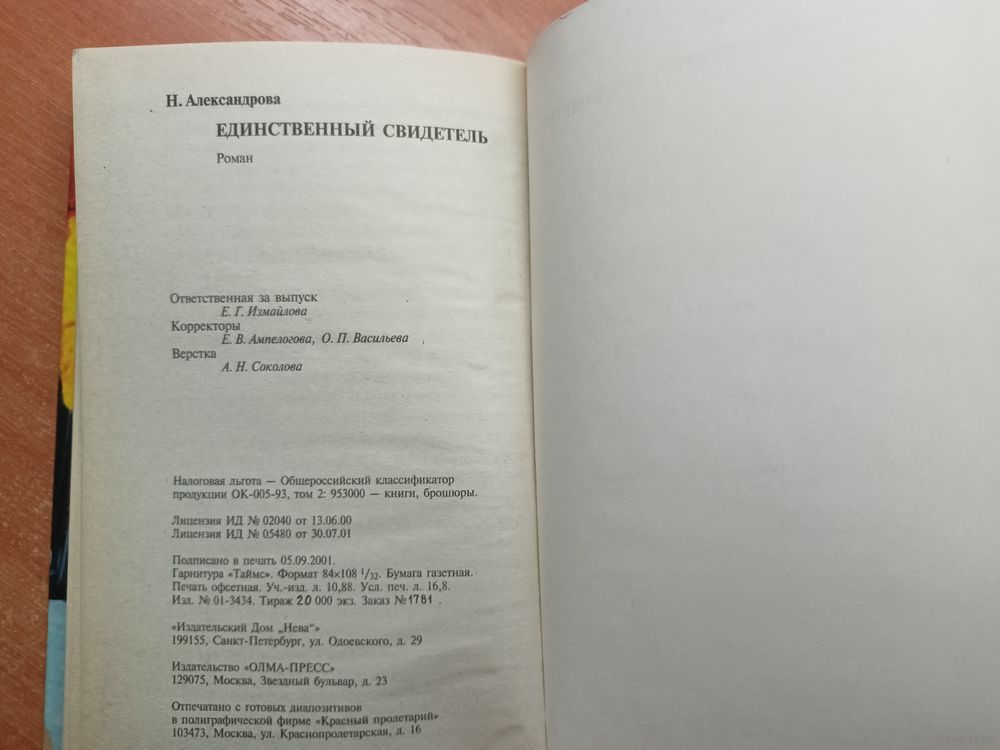 Н. Александрова
ЕДИНСТВЕННЫЙ СВИДЕТЕЛЬ
Роман
Ответственная за выпуск
Е. Г. Измайлова
Корректоры
Е. В. Ампелогова, О. П. Васильева
Верстка
А. Н. Соколова
Налоговая льгота — Общероссийский классификатор
продукции ОК-005-93, том 2: 953000 — книги, брошюры.
Лицензия ИД № 02040 от 13.06.00
Лицензия ИД № 05480 от 30.07.01
Подписано в печать 05.09.2001.
Гарнитура «Таймс». Формат 84×108 1/32. Бумага газетная.
Печать офсетная. Уч.-изд. л. 10,88. Усл. печ. л. 16,8.
Изд. № 01-3434. Тираж 20 000 экз. Заказ №1781.
«Издательский Дом „Нева“»
199155, Санкт-Петербург, ул. Одоевского, д. 29
Издательство «ОЛМА-ПРЕСС»
129075, Москва, Звездный бульвар, д. 23
Отпечатано с готовых диапозитивов
в полиграфической фирме «Красный пролетарий»
103473, Москва, ул. Краснопролетарская, д. 16